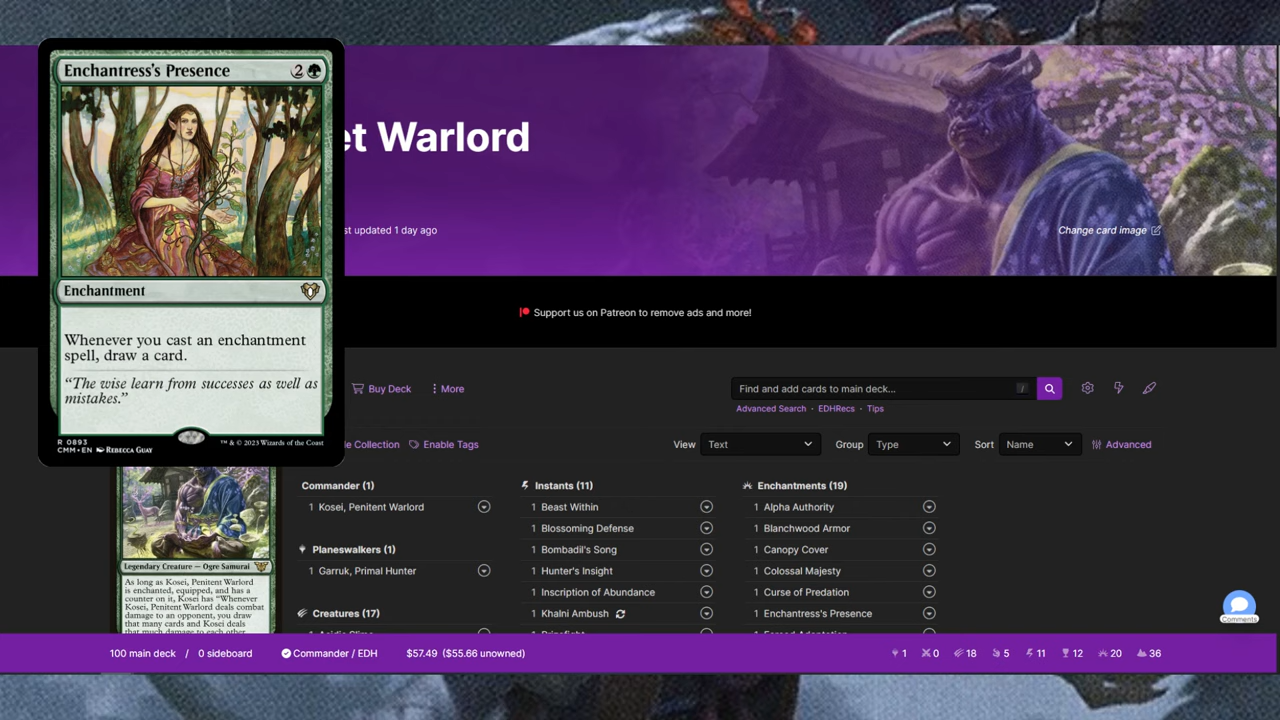 Enchantress's Presence 2
Enchantment
Whenever you cast an enchantment
spell, draw a card.
"The wise learn from successes as well as
mistakes."
R 0893
CMM • EN REBECCA GUAY
™ & © 2023 Wizards of the Coast
et Warlord
st updated 1 day ago
Change card image
Support us on Patreon to remove ads and more!
Buy Deck
More
Find and add cards to main deck...
/
Advanced Search · EDHRecs · Tips
Collection
Enable Tags
View Text
Group Type
Sort Name
Advanced
Legendary Creature — Ogre Samurai
As long as Kosei, Penitent Warlord
is enchanted, equipped, and has a
counter on it, Kosei has "Whenever
Kosei, Penitent Warlord deals combat
damage to an opponent, you draw
that many cards and Kosei deals
that much damage to each other
Commander (1)
1 Kosei, Penitent Warlord
Planeswalkers (1)
1 Garruk, Primal Hunter
Creatures (17)
Instants (11)
1 Beast Within
1 Blossoming Defense
1 Bombadil's Song
1 Hunter's Insight
1 Inscription of Abundance
1 Khalni Ambush
Enchantments (19)
1 Alpha Authority
1 Blanchwood Armor
1 Canopy Cover
1 Colossal Majesty
1 Curse of Predation
1 Enchantress's Presence
Comments
100 main deck / 0 sideboard
Commander / EDH
$57.49 ($55.66 unowned)
1 0 18 5 11 12 20 36